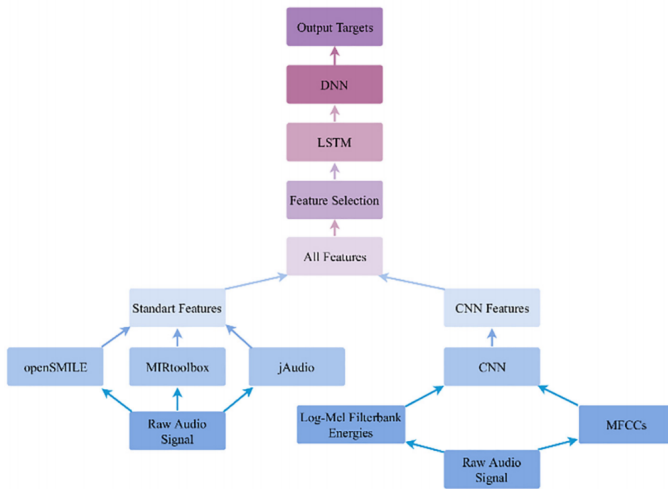 Output Targets
DNN
LSTM
Feature Selection
All Features
Standart Features
CNN Features
openSMILE
MIRtoolbox
jAudio
CNN
Log-Mel Filterbank
Energies
MFCCs
Raw Audio
Signal
Raw Audio
Signal